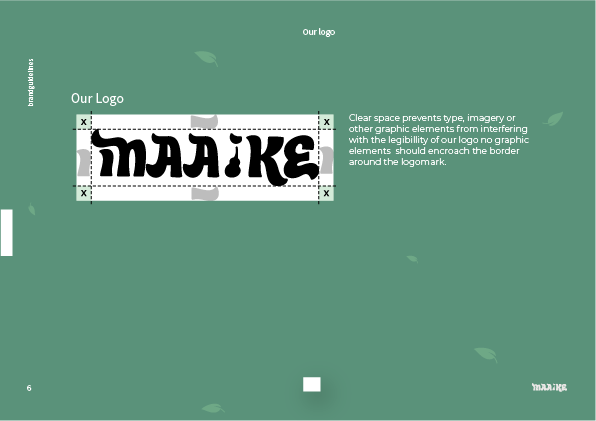 Our logo
brandguidelines
Our Logo
x
x
MAAIKE
x
x
Clear space prevents type, imagery or
other graphic elements from interfering
with the legibillity of our logo no graphic
elements should encroach the border
around the logomark.
6
MAAIKE